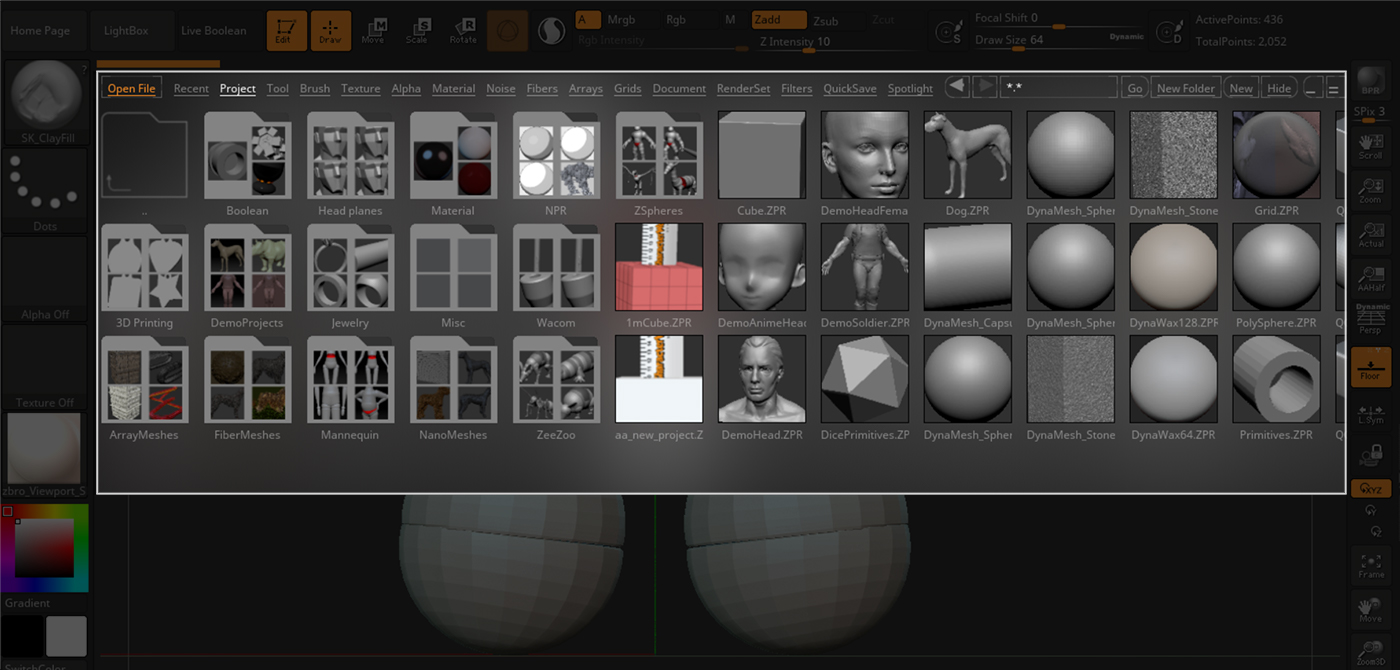 Home Page
LightBox
Live Boolean
Edit
Draw
Move
Scale
Rotate
A
Mrgb
Rgb
M
Zadd
Zsub
Zcut
Rgb Intensity
Z Intensity 10
Focal Shift 0
Draw Size 64
Dynamic
ActivePoints: 436
TotalPoints: 2,052
Open File
Recent
Project
Tool
Brush
Texture
Alpha
Material
Noise
Fibers
Arrays
Grids
Document
RenderSet
Filters
QuickSave
Spotlight
*.*
Go
New Folder
New
Hide
..
Boolean
Head planes
Material
NPR
ZSpheres
Cube.ZPR
DemoHeadFema
Dog.ZPR
DynaMesh_Spher
DynaMesh_Stone
Grid.ZPR
3D Printing
DemoProjects
Jewelry
Misc
Wacom
1mCube.ZPR
DemoAnimeHead
DemoSoldier.ZPR
DynaMesh_Capsu
DynaMesh_Spher
DynaWax128.ZPR
PolySphere.ZPR
ArrayMeshes
FiberMeshes
Mannequin
NanoMeshes
ZeeZoo
aa_new_project.Z
DemoHead.ZPR
DicePrimitives.ZP
DynaMesh_Spher
DynaMesh_Stone
DynaWax64.ZPR
Primitives.ZPR
SK_ClayFill
Dots
Alpha Off
Texture Off
zbro_Viewport_S
Gradient
SwitchColor
BPR
SPix 3
Scroll
Zoom
Actual
AAHalf
Dynamic
Persp
Floor
L.Sym
XYZ
Frame
Move
Zoom3D